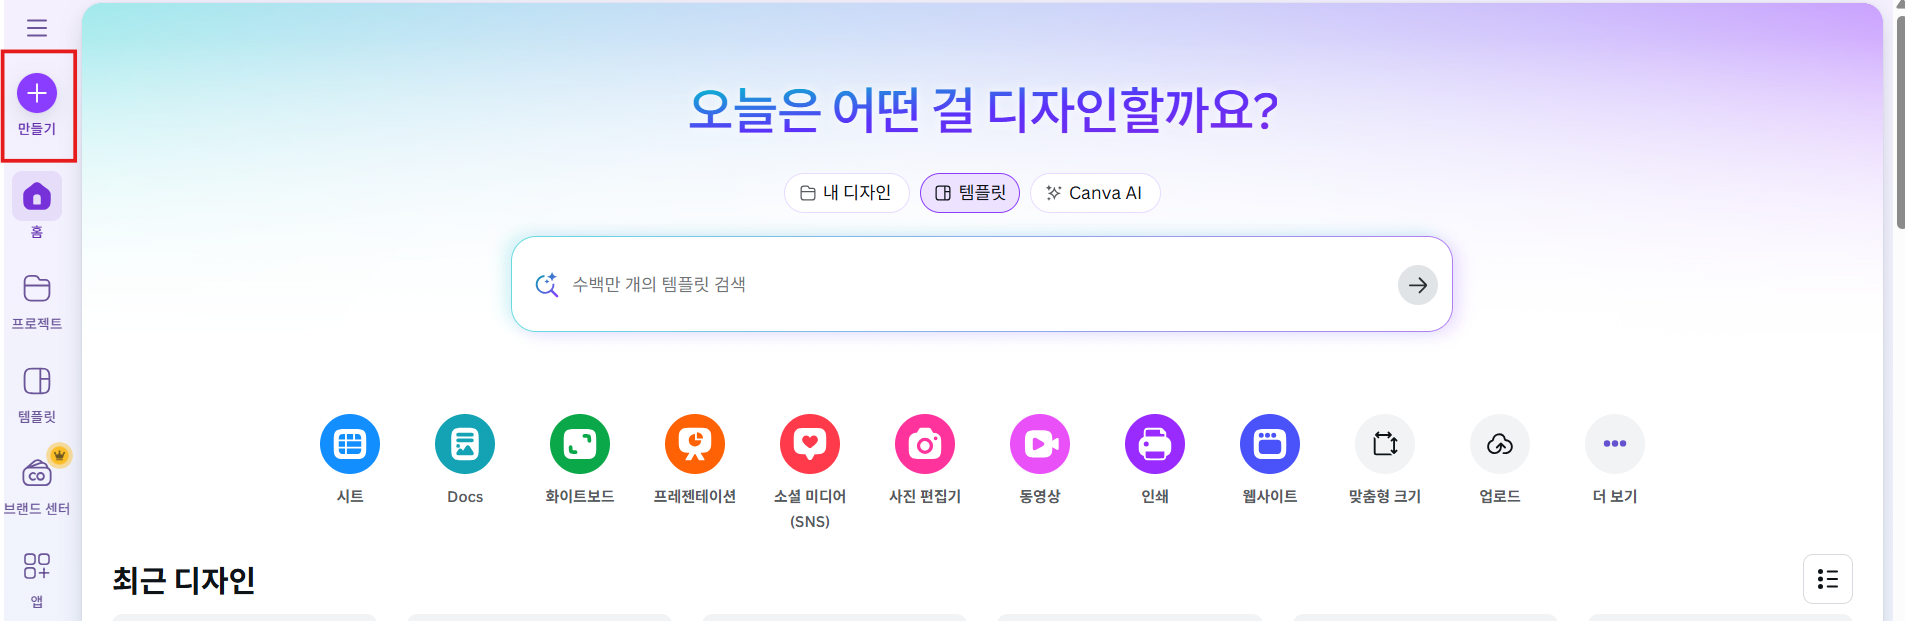 만들기
홈
프로젝트
템플릿
CO
브랜드 센터
앱
오늘은 어떤 걸 디자인할까요?
내 디자인
템플릿
Canva AI
수백만 개의 템플릿 검색
시트
Docs
화이트보드
프레젠테이션
소셜 미디어
(SNS)
사진 편집기
동영상
인쇄
웹사이트
맞춤형 크기
업로드
더 보기
최근 디자인